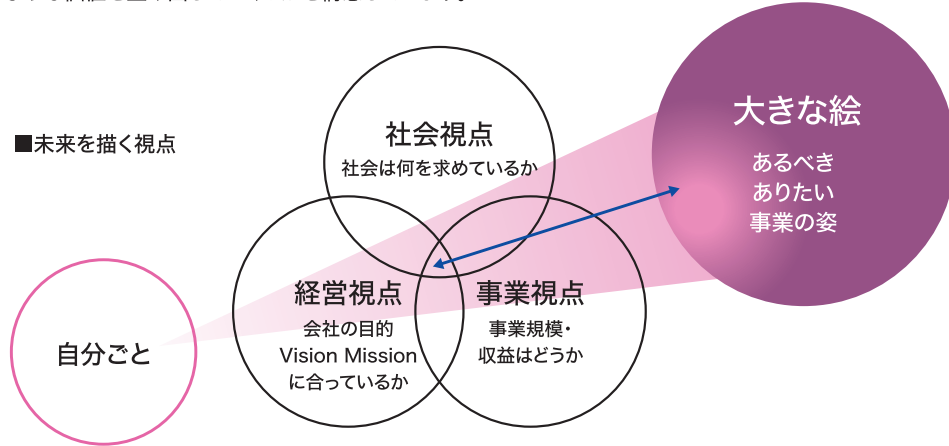 ■未来を描く視点
社会視点
社会は何を求めているか
大きな絵
あるべき
ありたい
事業の姿
経営視点
会社の目的
Vision Mission
に合っているか
事業視点
事業規模・
収益はどうか
自分ごと